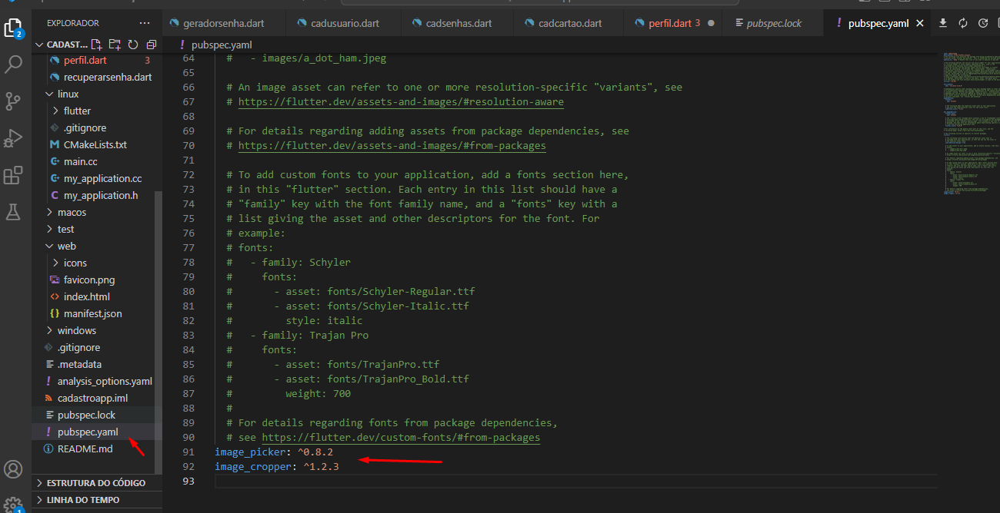 EXPLORADOR
geradorsenha.dart
cadusuario.dart
cadsenhas.dart
cadcartao.dart
perfil.dart 3
pubspec.lock
! pubspec.yaml
CADAST...
! pubspec.yaml
2
perfil.dart 3
recuperarsenha.dart
linux
flutter
.gitignore
M CMakeLists.txt
main.cc
my_application.cc
C my_application.h
macos
test
web
icons
favicon.png
<> index.html
{} manifest.json
windows
.gitignore
.metadata
! analysis_options.yaml
cadastroapp.iml
pubspec.lock
! pubspec.yaml
README.md
ESTRUTURA DO CÓDIGO
LINHA DO TEMPO
1
64 # - images/a_dot_ham.jpeg
65
66 # An image asset can refer to one or more resolution-specific "variants", see
67 # https://flutter.dev/assets-and-images/#resolution-aware
68
69 # For details regarding adding assets from package dependencies, see
70 # https://flutter.dev/assets-and-images/#from-packages
71
72 # To add custom fonts to your application, add a fonts section here,
73 # in this "flutter" section. Each entry in this list should have a
74 # "family" key with the font family name, and a "fonts" key with a
75 # list giving the asset and other descriptors for the font. For
76 # example:
77 # fonts:
78 # - family: Schyler
79 # fonts:
80 # - asset: fonts/Schyler-Regular.ttf
81 # - asset: fonts/Schyler-Italic.ttf
82 # style: italic
83 # - family: Trajan Pro
84 # fonts:
85 # - asset: fonts/TrajanPro.ttf
86 # - asset: fonts/TrajanPro_Bold.ttf
87 # weight: 700
88 #
89 # For details regarding fonts from package dependencies,
90 # see https://flutter.dev/custom-fonts/#from-packages
91 image_picker: ^0.8.2
92 image_cropper: ^1.2.3
93